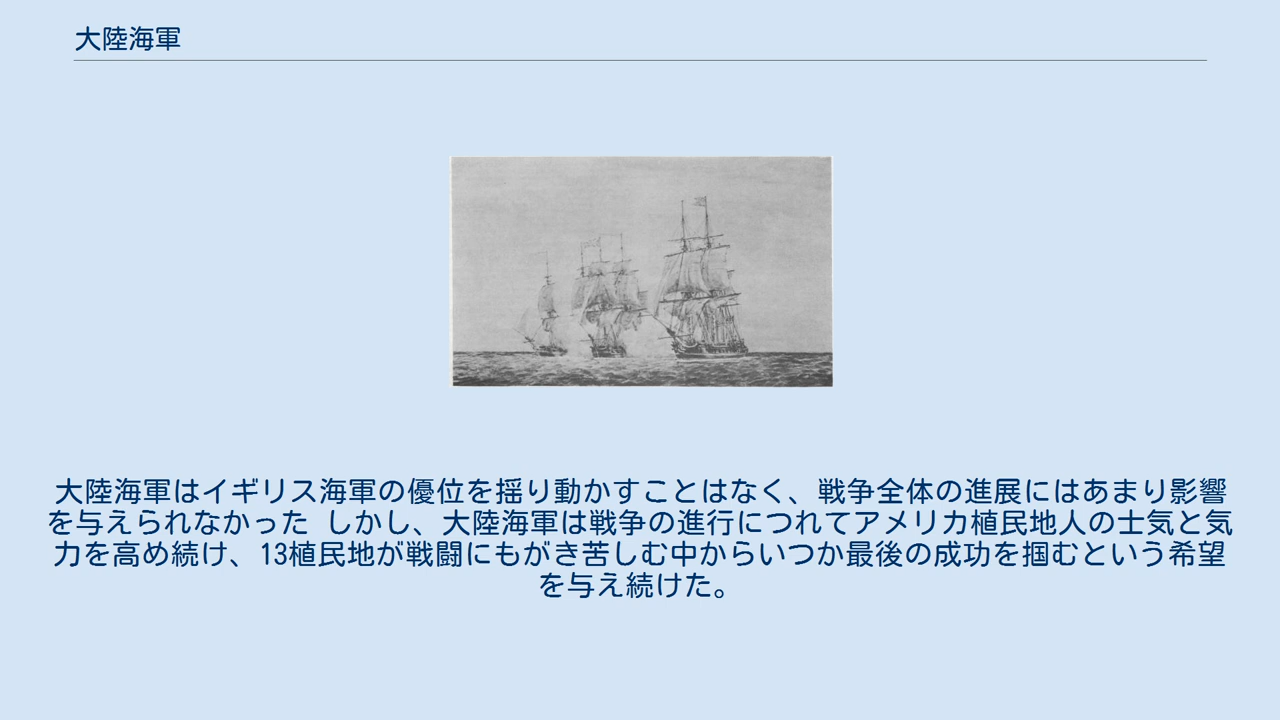 大陸海軍
大陸海軍はイギリス海軍の優位を揺り動かすことはなく、戦争全体の進展にはあまり影響
を与えられなかった しかし、大陸海軍は戦争の進行につれてアメリカ植民地人の士気と気
力を高め続け、13植民地が戦闘にもがき苦しむ中からいつか最後の成功を掴むという希望
を与え続けた。